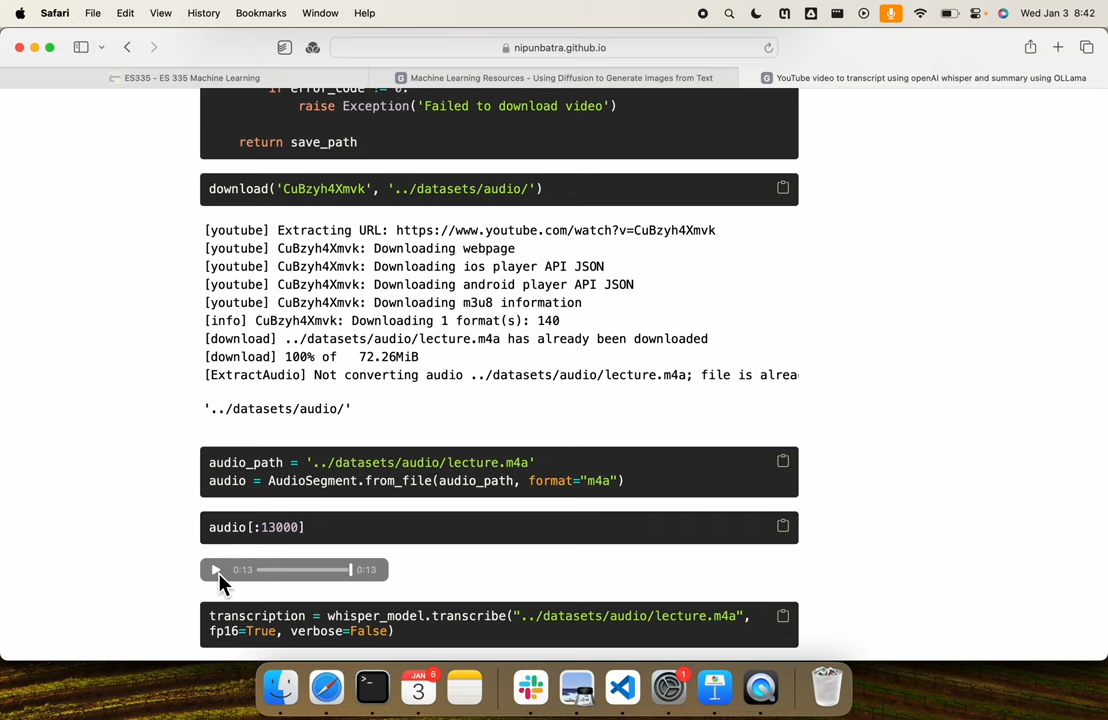 Safari File Edit View History Bookmarks Window Help Wed Jan 3 8:42
nipunbatra.github.io
ES335 - ES 335 Machine Learning
Machine Learning Resources - Using Diffusion to Generate Images from Text
YouTube video to transcript using openAI whisper and summary using OLLama
if error_code != 0:
raise Exception('Failed to download video')
return save_path
download('CuBzyh4Xmvk', '../datasets/audio/')
[youtube] Extracting URL: https://www.youtube.com/watch?v=CuBzyh4Xmvk
[youtube] CuBzyh4Xmvk: Downloading webpage
[youtube] CuBzyh4Xmvk: Downloading ios player API JSON
[youtube] CuBzyh4Xmvk: Downloading android player API JSON
[youtube] CuBzyh4Xmvk: Downloading m3u8 information
[info] CuBzyh4Xmvk: Downloading 1 format(s): 140
[download] ../datasets/audio/lecture.m4a has already been downloaded
[download] 100% of 72.26MiB
[ExtractAudio] Not converting audio ../datasets/audio/lecture.m4a; file is alrea
'../datasets/audio/'
audio_path = '../datasets/audio/lecture.m4a'
audio = AudioSegment.from_file(audio_path, format="m4a")
audio[:13000]
0:13 0:13
transcription = whisper_model.transcribe("../datasets/audio/lecture.m4a",
fp16=True, verbose=False)
JAN 6
3
1